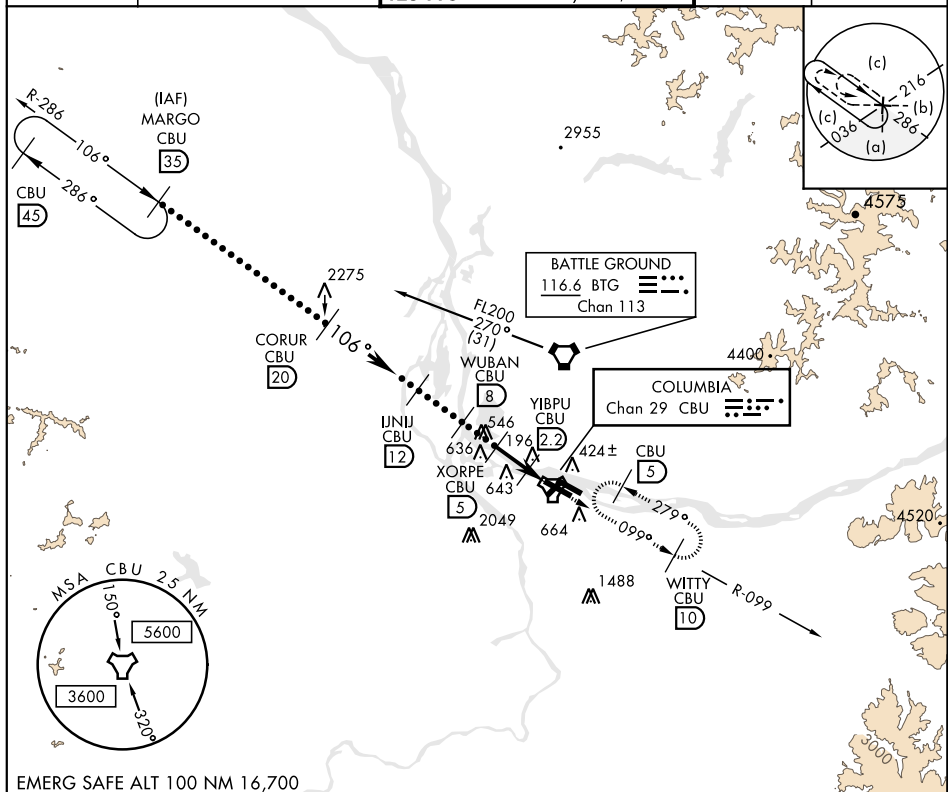 R-286
106°
286°
(IAF)
MARGO
CBU
35
CBU
45
2955
(c)
216
(b)
(c)
286
036
(a)
4575
2275
CORUR
CBU
20
106°
BATTLE GROUND
116.6 BTG
Chan 113
FL200
270°
(31)
4400
WUBAN
CBU
8
COLUMBIA
Chan 29 CBU
IJNIJ
CBU
12
546
636
196
YIBPU
CBU
2.2
424±
CBU
5
XORPE
CBU
5
643
664
279°
099°
2049
4520
1488
WITTY
CBU
10
R-099
MSA CBU 25 NM
150°
5600
3600
320°
3000
EMERG SAFE ALT 100 NM 16,700